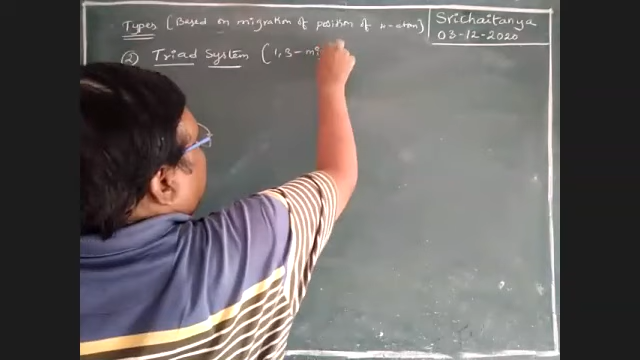 Types (Based on migration of position of H-atom)
Srichaitanya
03-12-2020
② Triad System (1,3-mi